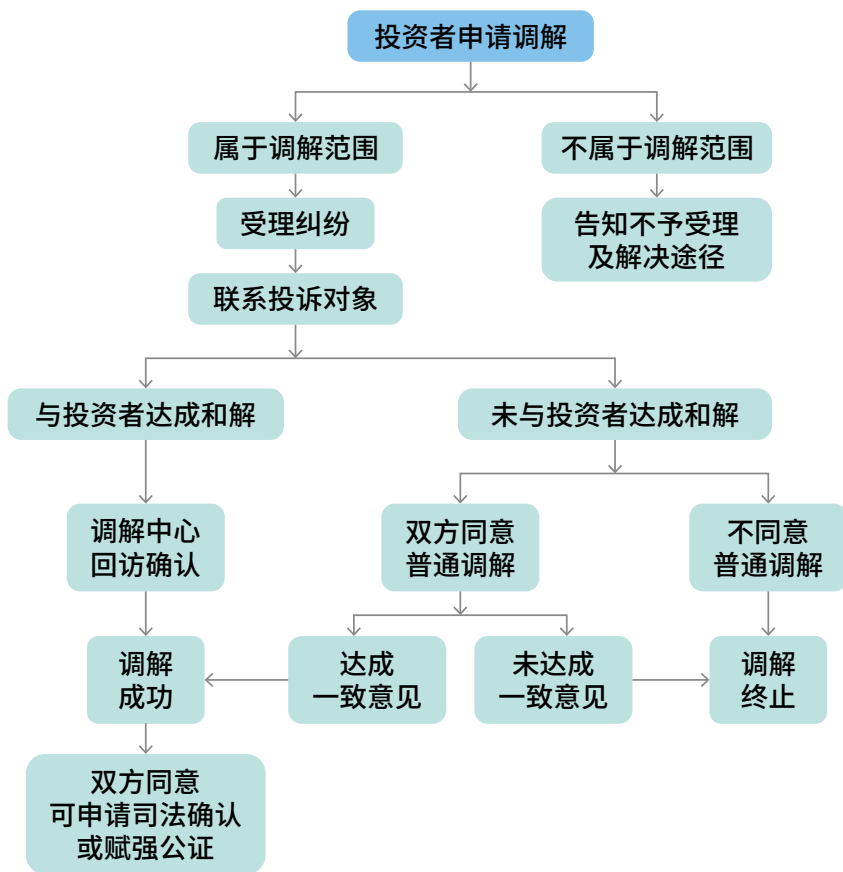 投资者申请调解
属于调解范围
不属于调解范围
受理纠纷
告知不予受理
及解决途径
联系投诉对象
与投资者达成和解
未与投资者达成和解
调解中心
回访确认
双方同意
普通调解
不同意
普通调解
调解
成功
达成
一致意见
未达成
一致意见
调解
终止
双方同意
可申请司法确认
或赋强公证